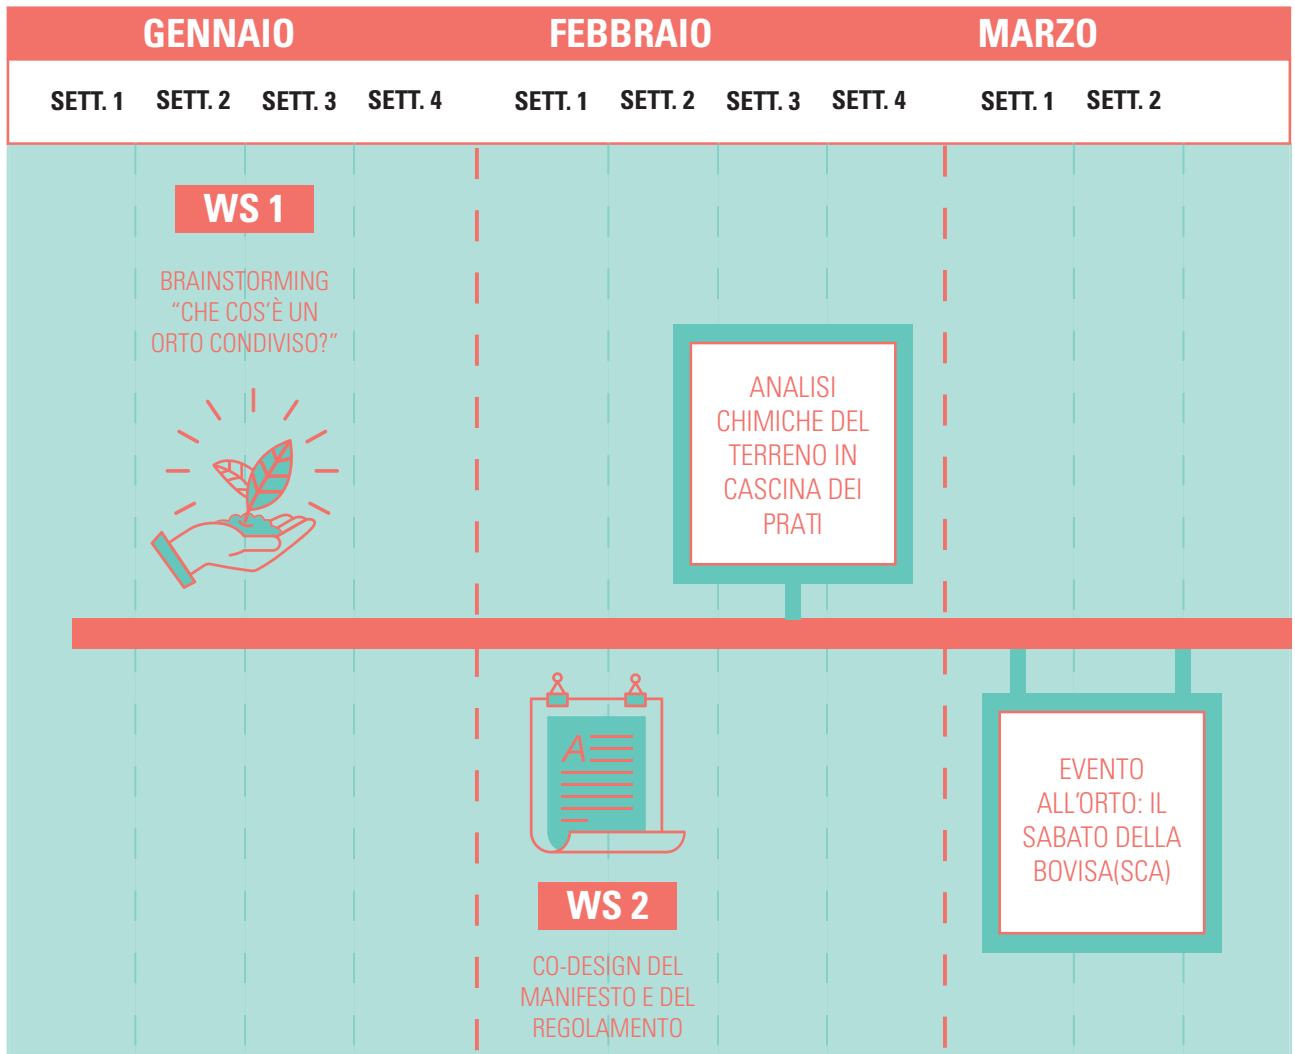 GENNAIO FEBBRAIO MARZO
SETT. 1 SETT. 2 SETT. 3 SETT. 4 SETT. 1 SETT. 2 SETT. 3 SETT. 4 SETT. 1 SETT. 2
WS 1
BRAINSTORMING
“CHE COS’È UN
ORTO CONDIVISO?”
ANALISI
CHIMICHE DEL
TERRENO IN
CASCINA DEI
PRATI
A
WS 2
CO-DESIGN DEL
MANIFESTO E DEL
REGOLAMENTO
EVENTO
ALL’ORTO: IL
SABATO DELLA
BOVISA(SCA)